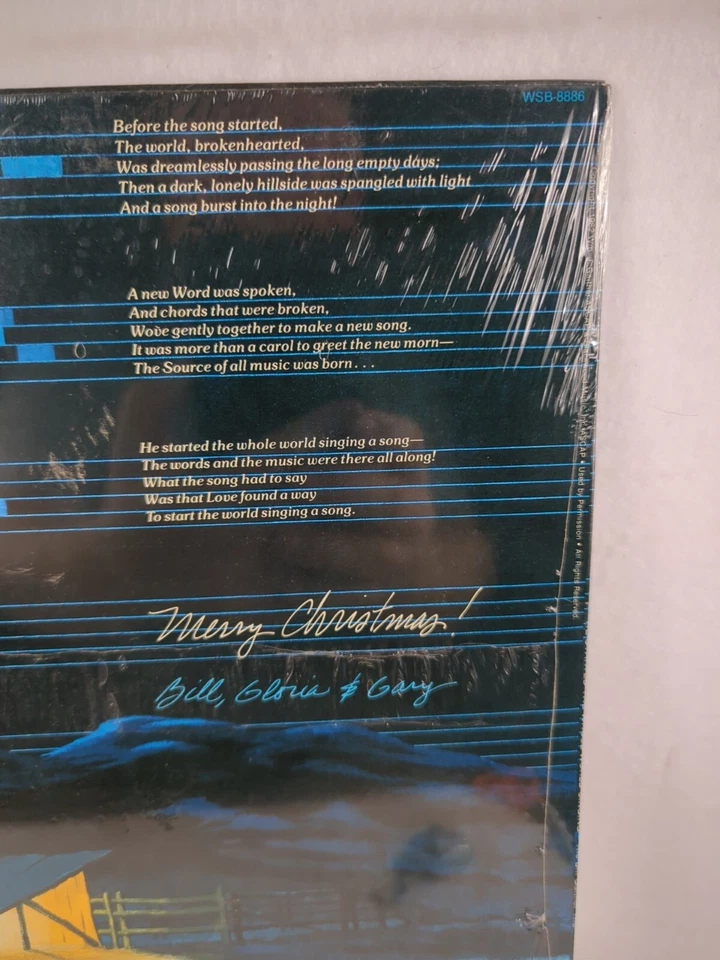 WSB-8886
Before the song started,
The world, brokenhearted,
Was dreamlessly passing the long empty days;
Then a dark, lonely hillside was spangled with light
And a song burst into the night!
A new Word was spoken,
And chords that were broken,
Wove gently together to make a new song.
It was more than a carol to greet the new morn—
The Source of all music was born...
He started the whole world singing a song—
The words and the music were there all along!
What the song had to say
Was that Love found a way
To start the world singing a song.
Merry Christmas!
Bill, Gloria & Gary
ASCAP • Used by Permission • All Rights Reserved